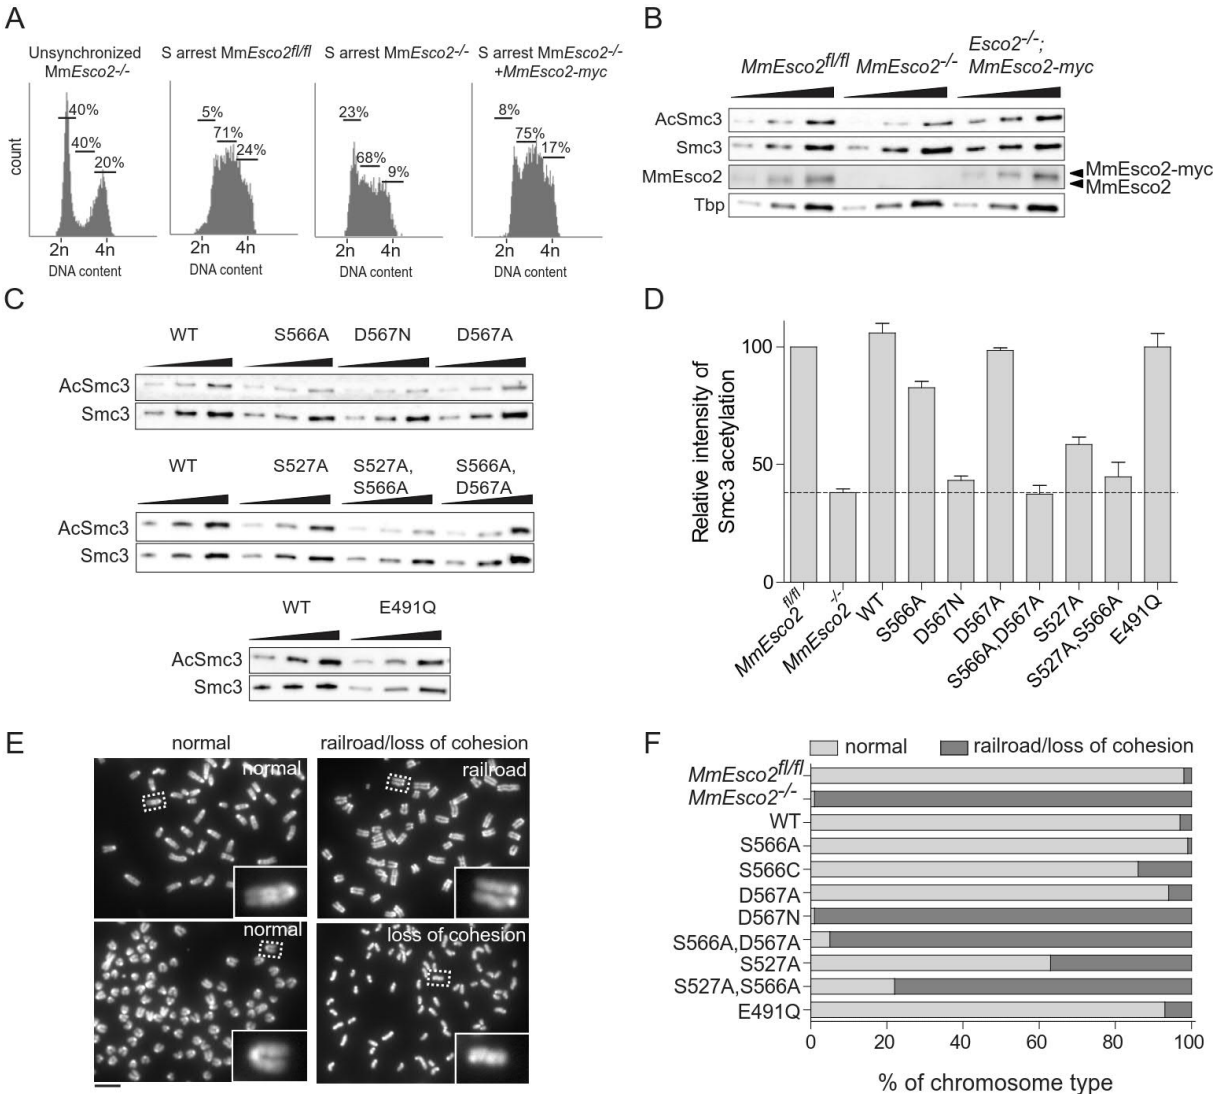 A
Unsynchronized
MmEsco2-/-
S arrest MmEsco2fl/fl
S arrest MmEsco2-/-
S arrest MmEsco2-/-
+MmEsco2-myc
count
40%
40%
20%
5%
71%
24%
23%
68%
9%
8%
75%
17%
2n 4n
2n 4n
2n 4n
2n 4n
DNA content
DNA content
DNA content
DNA content
B
MmEsco2fl/fl
MmEsco2-/-
Esco2-/-;
MmEsco2-myc
AcSmc3
Smc3
MmEsco2
Tbp
MmEsco2-myc
MmEsco2
C
WT S566A D567N D567A
AcSmc3
Smc3
WT S527A S527A, S566A,
S566A D567A
AcSmc3
Smc3
WT E491Q
AcSmc3
Smc3
D
Relative intensity of
Smc3 acetylation
100
50
0
MmEsco2fl/fl
MmEsco2-/-
WT
S566A
D567N
D567A
S566A,D567A
S527A
S527A,S566A
E491Q
E
normal
railroad/loss of cohesion
normal
railroad
normal
loss of cohesion
F
normal
railroad/loss of cohesion
MmEsco2fl/fl
MmEsco2-/-
WT
S566A
S566C
D567A
D567N
S566A,D567A
S527A
S527A,S566A
E491Q
0 20 40 60 80 100
% of chromosome type